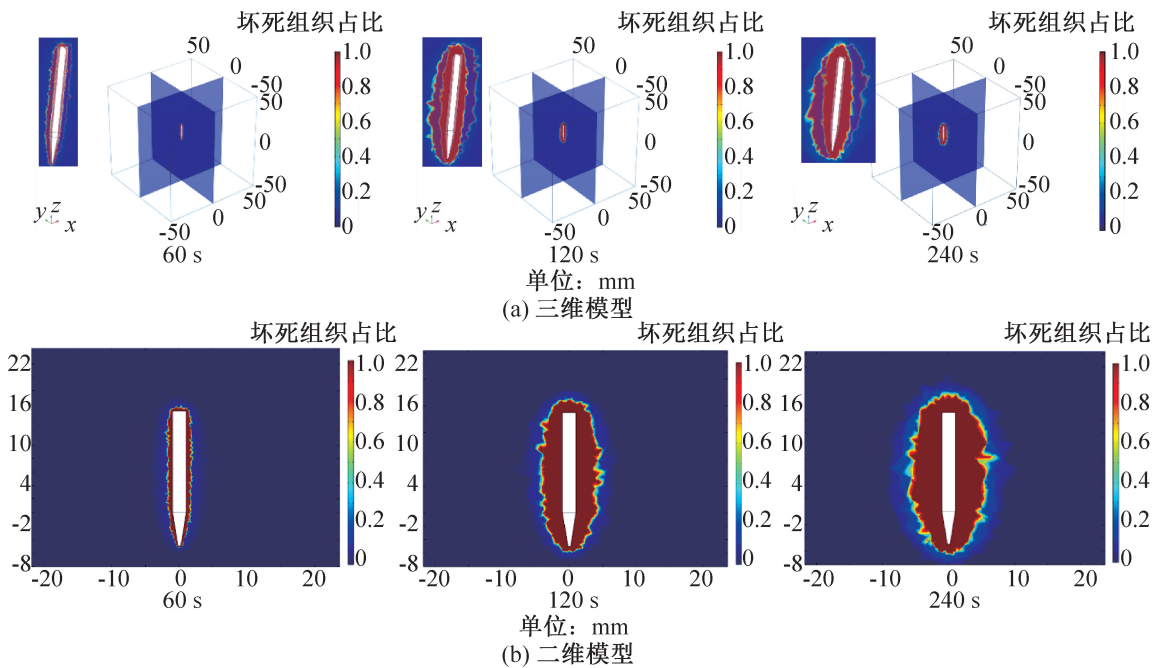 坏死组织占比 坏死组织占比 坏死组织占比
50 1.0 50 1.0 50 1.0
0 0 0
-50 0.8 -50 0.8 -50 0.8
50 50 50
0.6 0.6 0.6
0 0 0
0.4 0.4 0.4
-50 0.2 -50 0.2 -50 0.2
y z x 50 y z x 50 y z x 50
-50 0 0 -50 0 0 -50 0 0
60 s 120 s 240 s
单位：mm
(a) 三维模型
坏死组织占比 坏死组织占比 坏死组织占比
22 1.0 22 1.0 22 1.0
16 0.8 16 0.8 16 0.8
10 0.6 10 0.6 10 0.6
4 0.4 4 0.4 4 0.4
-2 0.2 -2 0.2 -2 0.2
-8 0 -8 0 -8 0
-20 -10 0 10 20 -20 -10 0 10 20 -20 -10 0 10 20
60 s 120 s 240 s
单位：mm
(b) 二维模型